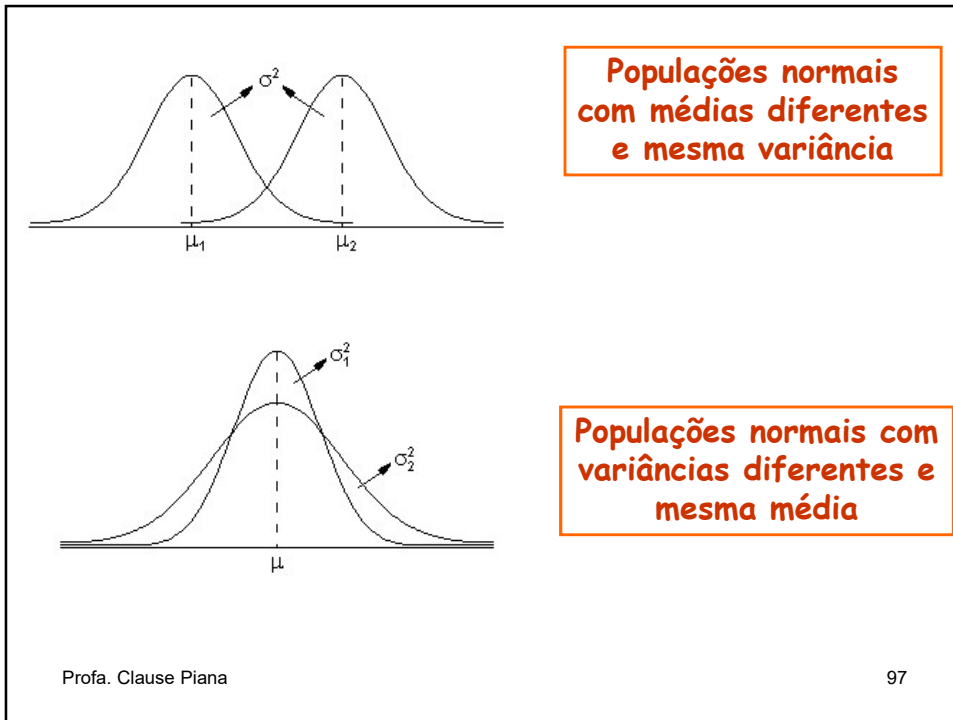 σ²
μ₁ μ₂
Populações normais
com médias diferentes
e mesma variância
σ₁²
σ₂²
μ
Populações normais com
variâncias diferentes e
mesma média
Profa. Clause Piana 97